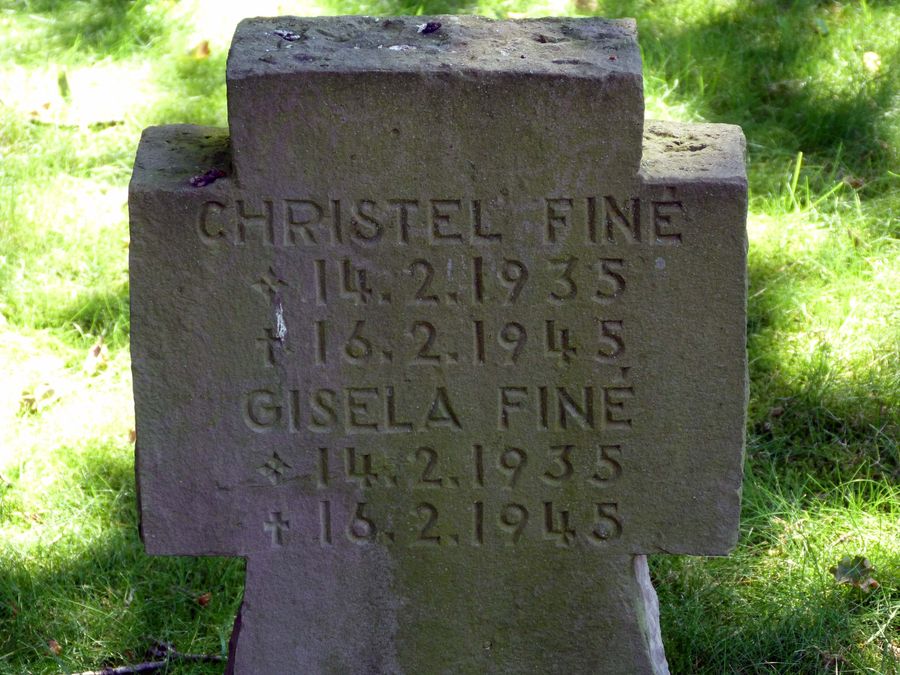 CHRISTEL FINÉ
✧ 14.2.1935
✝ 16.2.1945
GISELA FINÉ
✧ 14.2.1935
✝ 16.2.1945